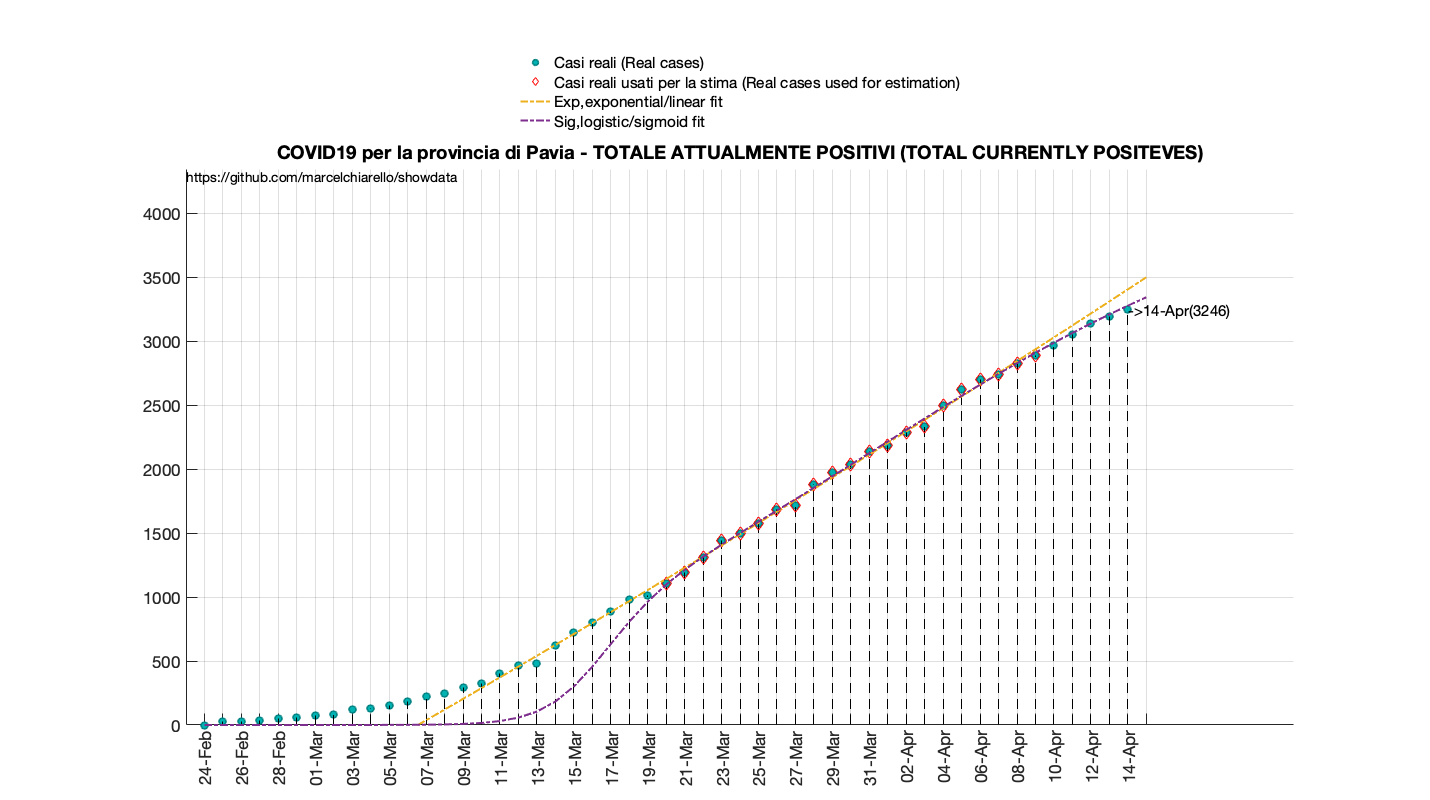 Casi reali (Real cases)
Casi reali usati per la stima (Real cases used for estimation)
Exp,exponential/linear fit
Sig,logistic/sigmoid fit
COVID19 per la provincia di Pavia - TOTALE ATTUALMENTE POSITIVI (TOTAL CURRENTLY POSITEVES)
https://github.com/marcelchiarello/showdata
4000
3500
>14-Apr(3246)
3000
2500
2000
1500
1000
500
0
24-Feb
26-Feb
28-Feb
01-Mar
03-Mar
05-Mar
07-Mar
09-Mar
11-Mar
13-Mar
15-Mar
17-Mar
19-Mar
21-Mar
23-Mar
25-Mar
27-Mar
29-Mar
31-Mar
02-Apr
04-Apr
06-Apr
08-Apr
10-Apr
12-Apr
14-Apr